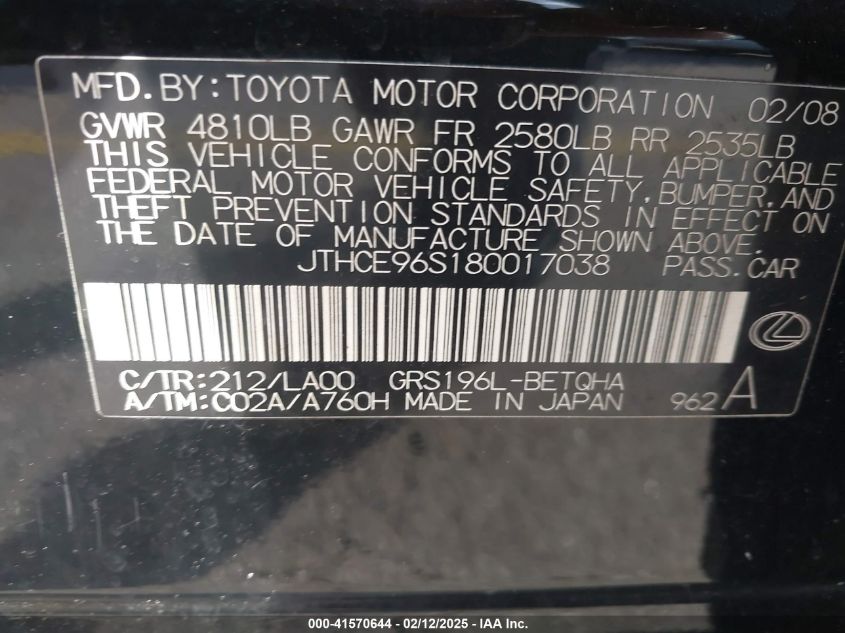 MFD. BY: TOYOTA MOTOR CORPORATION 02/08
GVWR 4810LB GAWR FR 2580LB RR 2535LB
THIS VEHICLE CONFORMS TO ALL APPLICABLE
FEDERAL MOTOR VEHICLE SAFETY, BUMPER, AND
THEFT PREVENTION STANDARDS IN EFFECT ON
THE DATE OF MANUFACTURE SHOWN ABOVE.
JTHCE96S180017038 PASS. CAR
C/TR: 212/LA00 GRS196L-BETQHA
A/TM: C02A/A760H MADE IN JAPAN 962 A
000-41570644 - 02/12/2025 - IAA Inc.